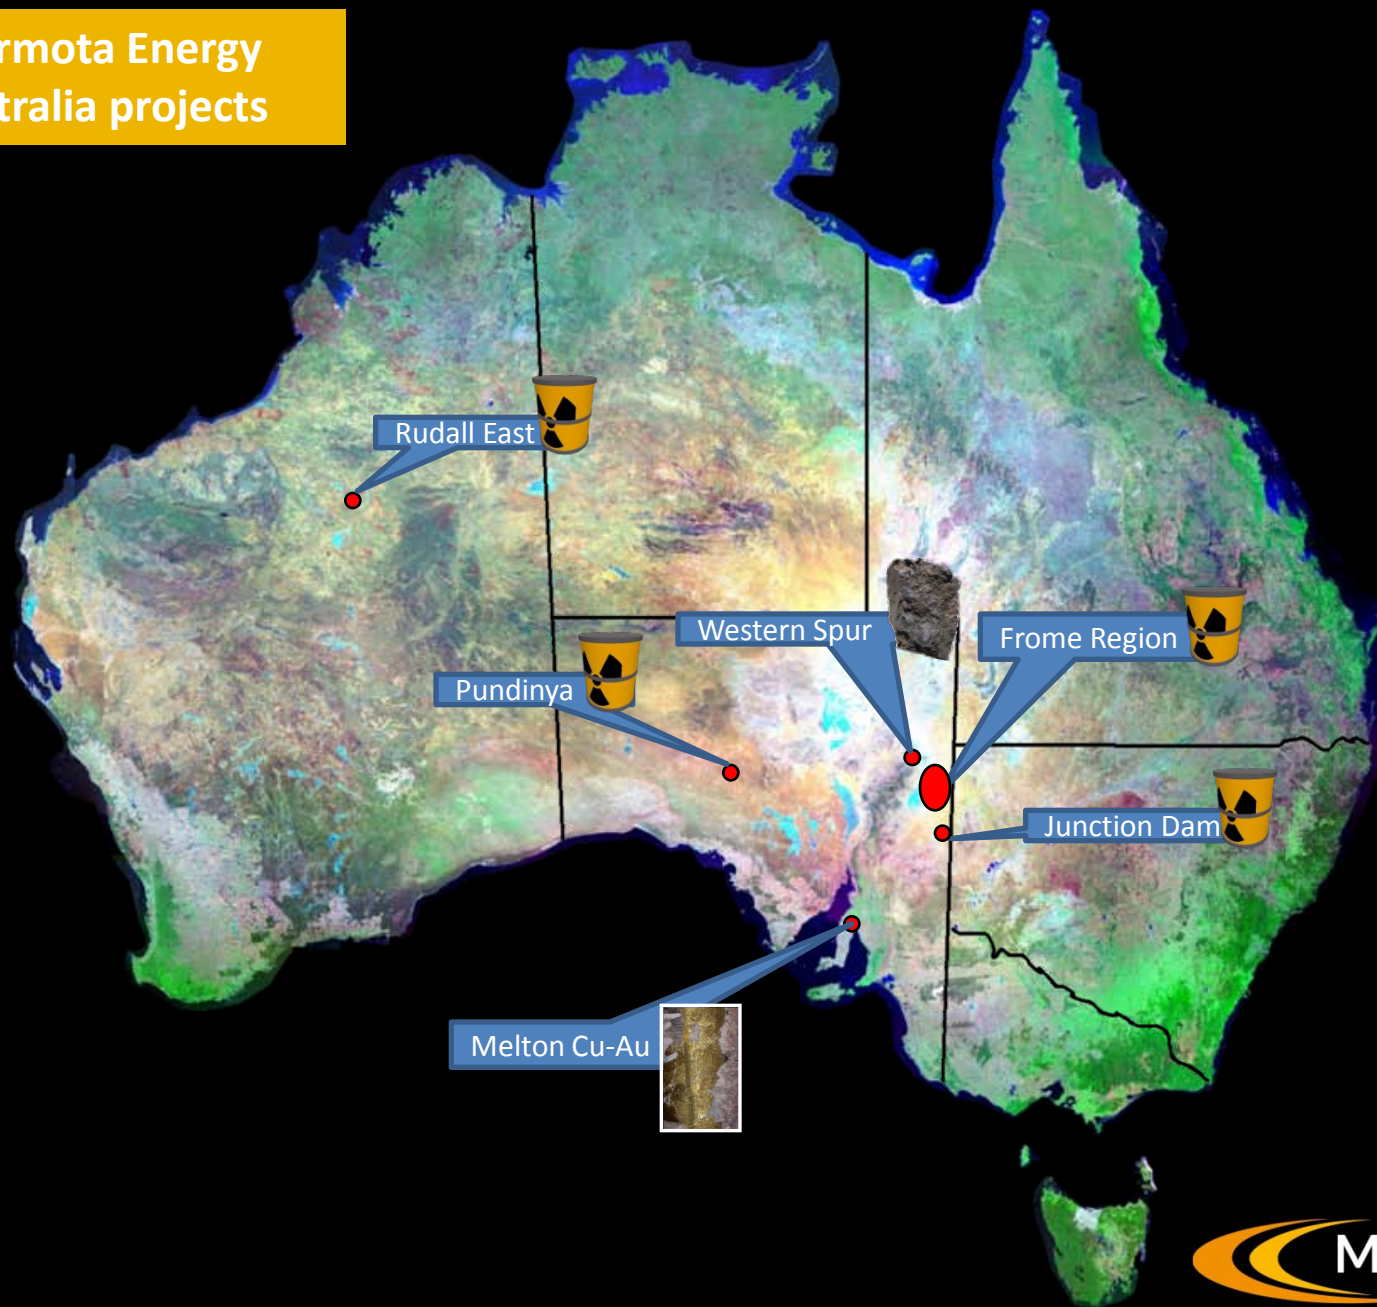 rmota Energy
tralia projects
Rudall East
Western Spur
Frome Region
Pundinya
Junction Dam
Melton Cu-Au
M